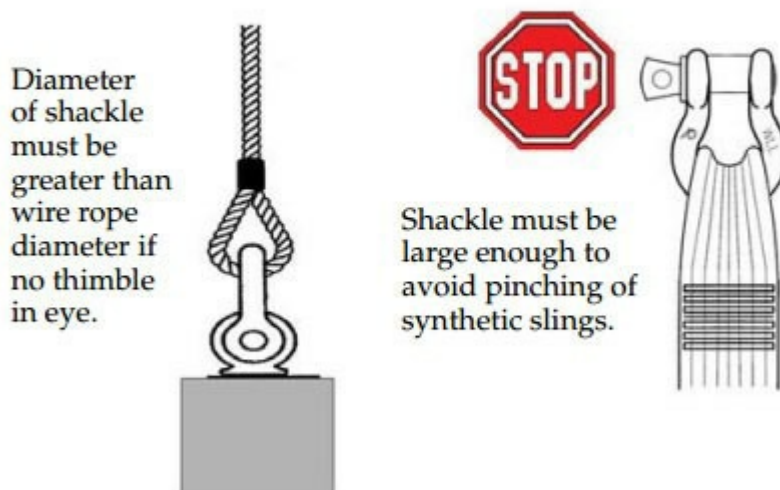 Diameter
of shackle
must be
greater than
wire rope
diameter if
no thimble
in eye.
STOP
Shackle must be
large enough to
avoid pinching of
synthetic slings.
WLL